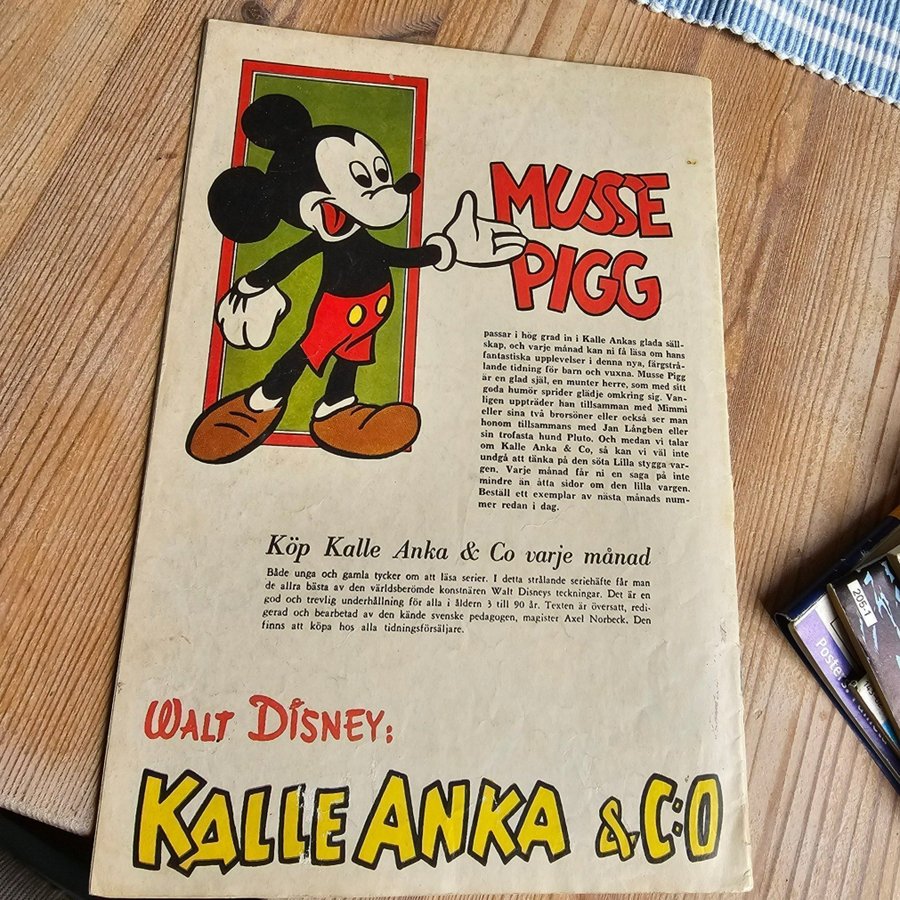 MUSSE
PIGG
passar i hög grad in i Kalle Ankas glada säll-
skap, och varje månad kan ni få läsa om hans
fantastiska upplevelser i denna nya, färgstrå-
lande tidning för barn och vuxna. Musse Pigg
är en glad själ, en munter herre, som med sitt
goda humör sprider glädje omkring sig. Van-
ligen uppträder han tillsamman med Mimmi
eller sina två brorsöner eller också ser man
honom tillsammans med Jan Långben eller
sin trofasta hund Pluto. Och medan vi talar
om Kalle Anka & Co, så kan vi väl inte
undgå att tänka på den söta Lilla stygga var-
gen. Varje månad får ni en saga på inte
mindre än åtta sidor om den lilla vargen.
Beställ ett exemplar av nästa månads num-
mer redan i dag.
Köp Kalle Anka & Co varje månad
Både unga och gamla tycker om att läsa serier. I detta strålande seriehäfte får man
de allra bästa av den världsberömde konstnären Walt Disneys teckningar. Det är en
god och trevlig underhållning för alla i åldern 3 till 90 år. Texten är översatt, redi-
gerad och bearbetad av den kände svenske pedagogen, magister Axel Norbeck. Den
finns att köpa hos alla tidningsförsäljare.
WALT DISNEY:
KALLE ANKA & C:O
205-1